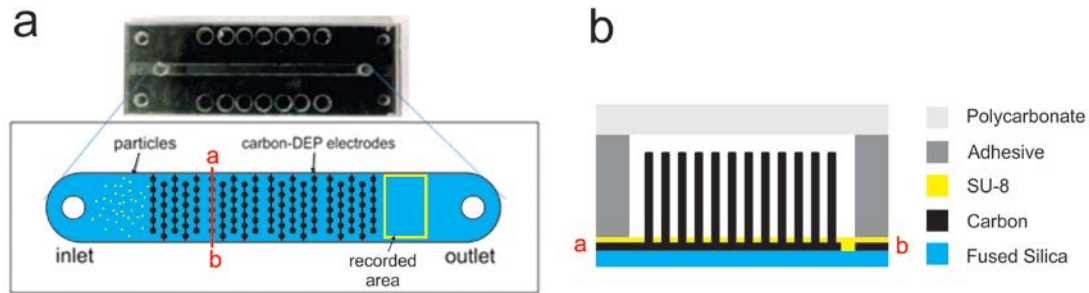 a
particles
a
carbon-DEP electrodes
inlet
b
recorded
area
outlet
b
Polycarbonate
Adhesive
SU-8
Carbon
Fused Silica
a
b